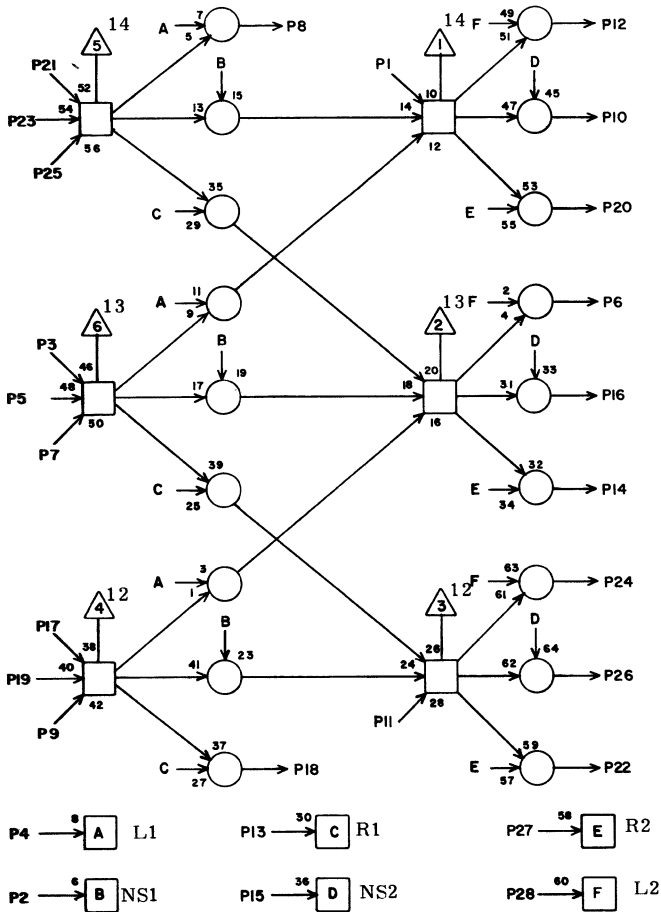 14 7 A 5 P8 14 F 49 51 P12
5 1
P21 52 B P1 10 D
P23 54 13 15 14 47 45 P10
56 12
P25
35 53
C 29 E 55 P20
13 A 11 9 13 F 2 4 P6
6 2
P3 46 B 20 D
P5 48 17 19 18 31 33 P16
50 16
P7
39 32
C 25 E 34 P14
12 A 3 1 12 F 63 61 P24
4 3
P17 38 B 26 D
P19 40 41 23 24 62 64 P26
42 28
P9 P11
37 59
C 27 P18 E 57 P22
P4 8 A L1 P13 30 C R1 P27 58 E R2
P2 6 B NS1 P15 36 D NS2 P28 60 F L2